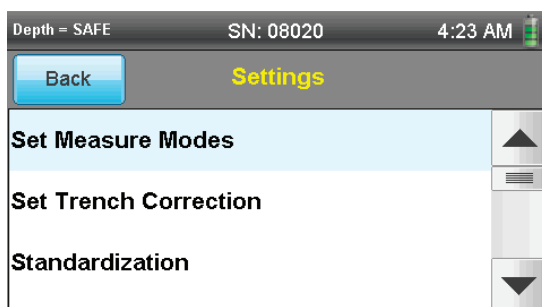 Depth = SAFE SN: 08020 4:23 AM
Back Settings
Set Measure Modes
Set Trench Correction
Standardization